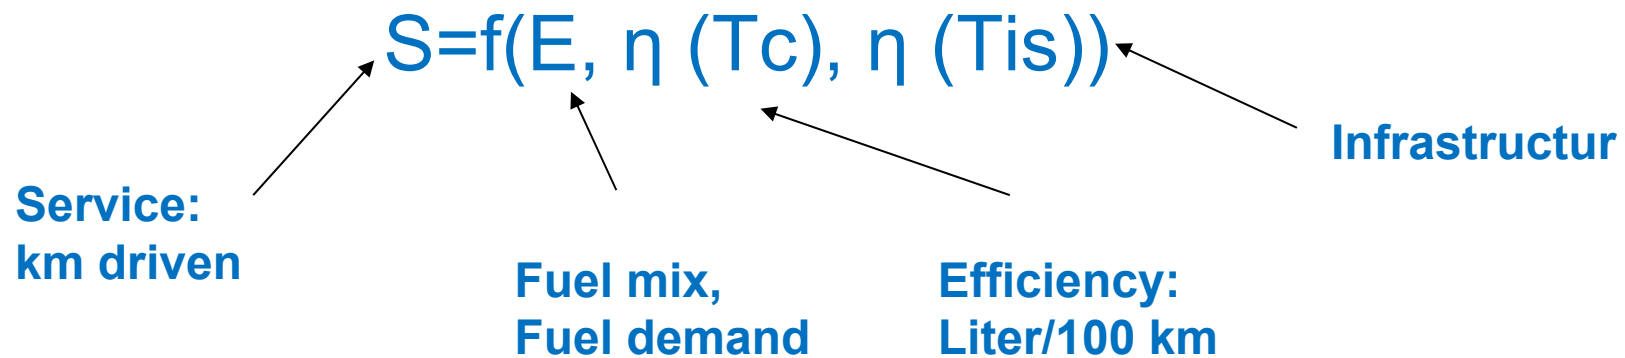 S=f(E, η (Tc), η (Tis))
Infrastructur
Service:
km driven
Fuel mix,
Fuel demand
Efficiency:
Liter/100 km